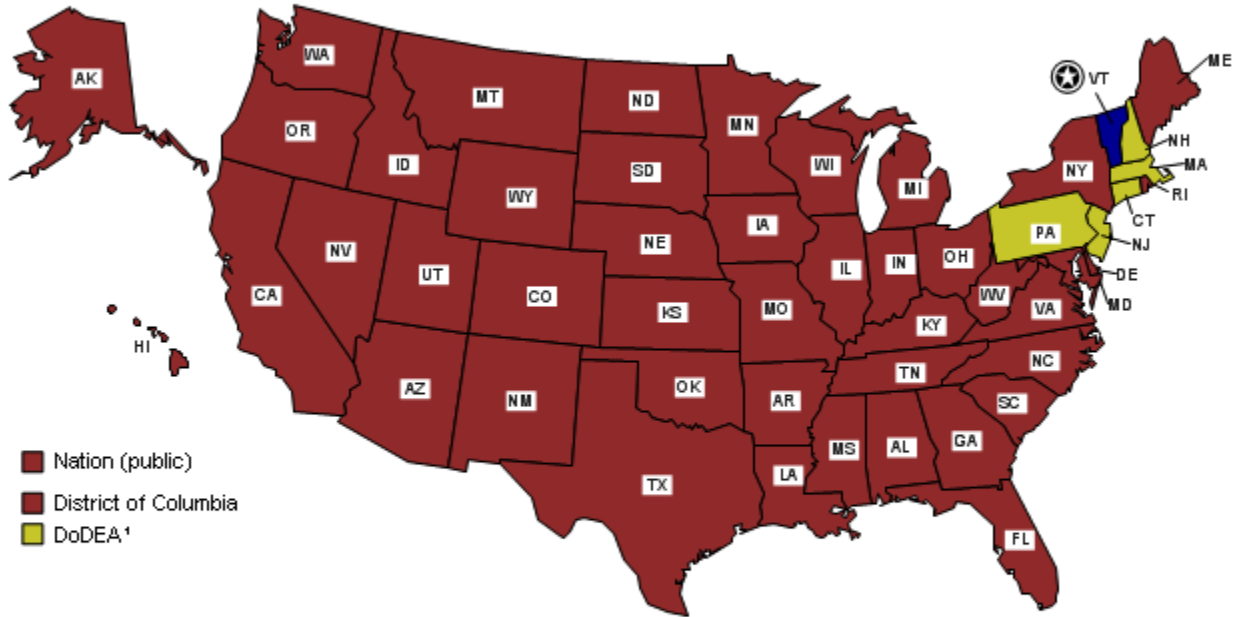 AK
WA
MT
ND
MN
VT
ME
OR
ID
WY
SD
WI
MI
NY
NH
MA
RI
CT
NJ
PA
DE
MD
NV
UT
CO
NE
IA
IL
IN
OH
WV
VA
CA
HI
KS
MO
KY
NC
AZ
NM
OK
AR
TN
SC
TX
LA
MS
AL
GA
FL
Nation (public)
District of Columbia
DoDEA¹